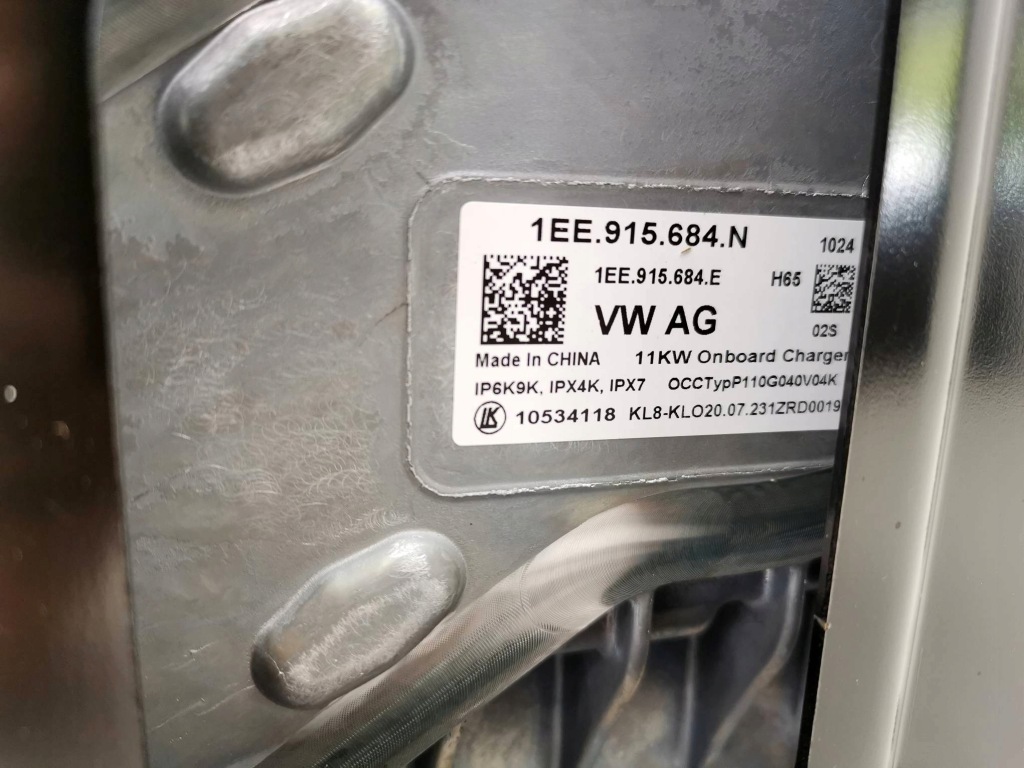 1EE.915.684.N
1024
1EE.915.684.E
H65
VW AG
02S
Made In CHINA 11KW Onboard Charger
IP6K9K, IPX4K, IPX7 OCCTypP110G040V04K
LK 10534118 KL8-KLO20.07.231ZRD0019